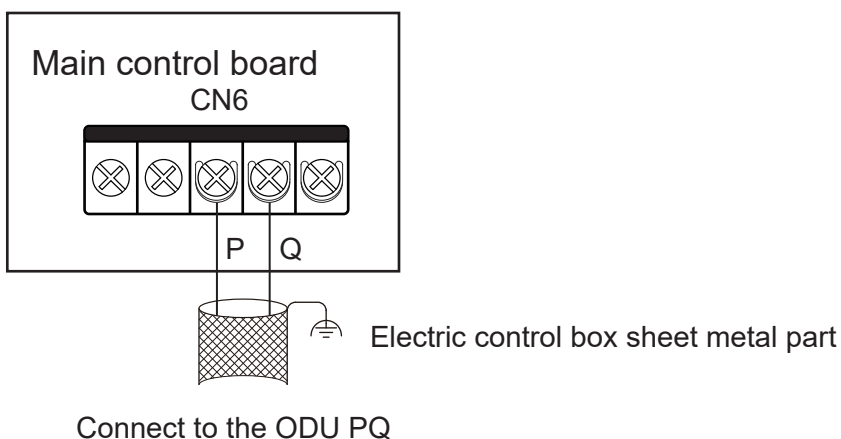 Main control board
CN6
P Q
Electric control box sheet metal part
Connect to the ODU PQ